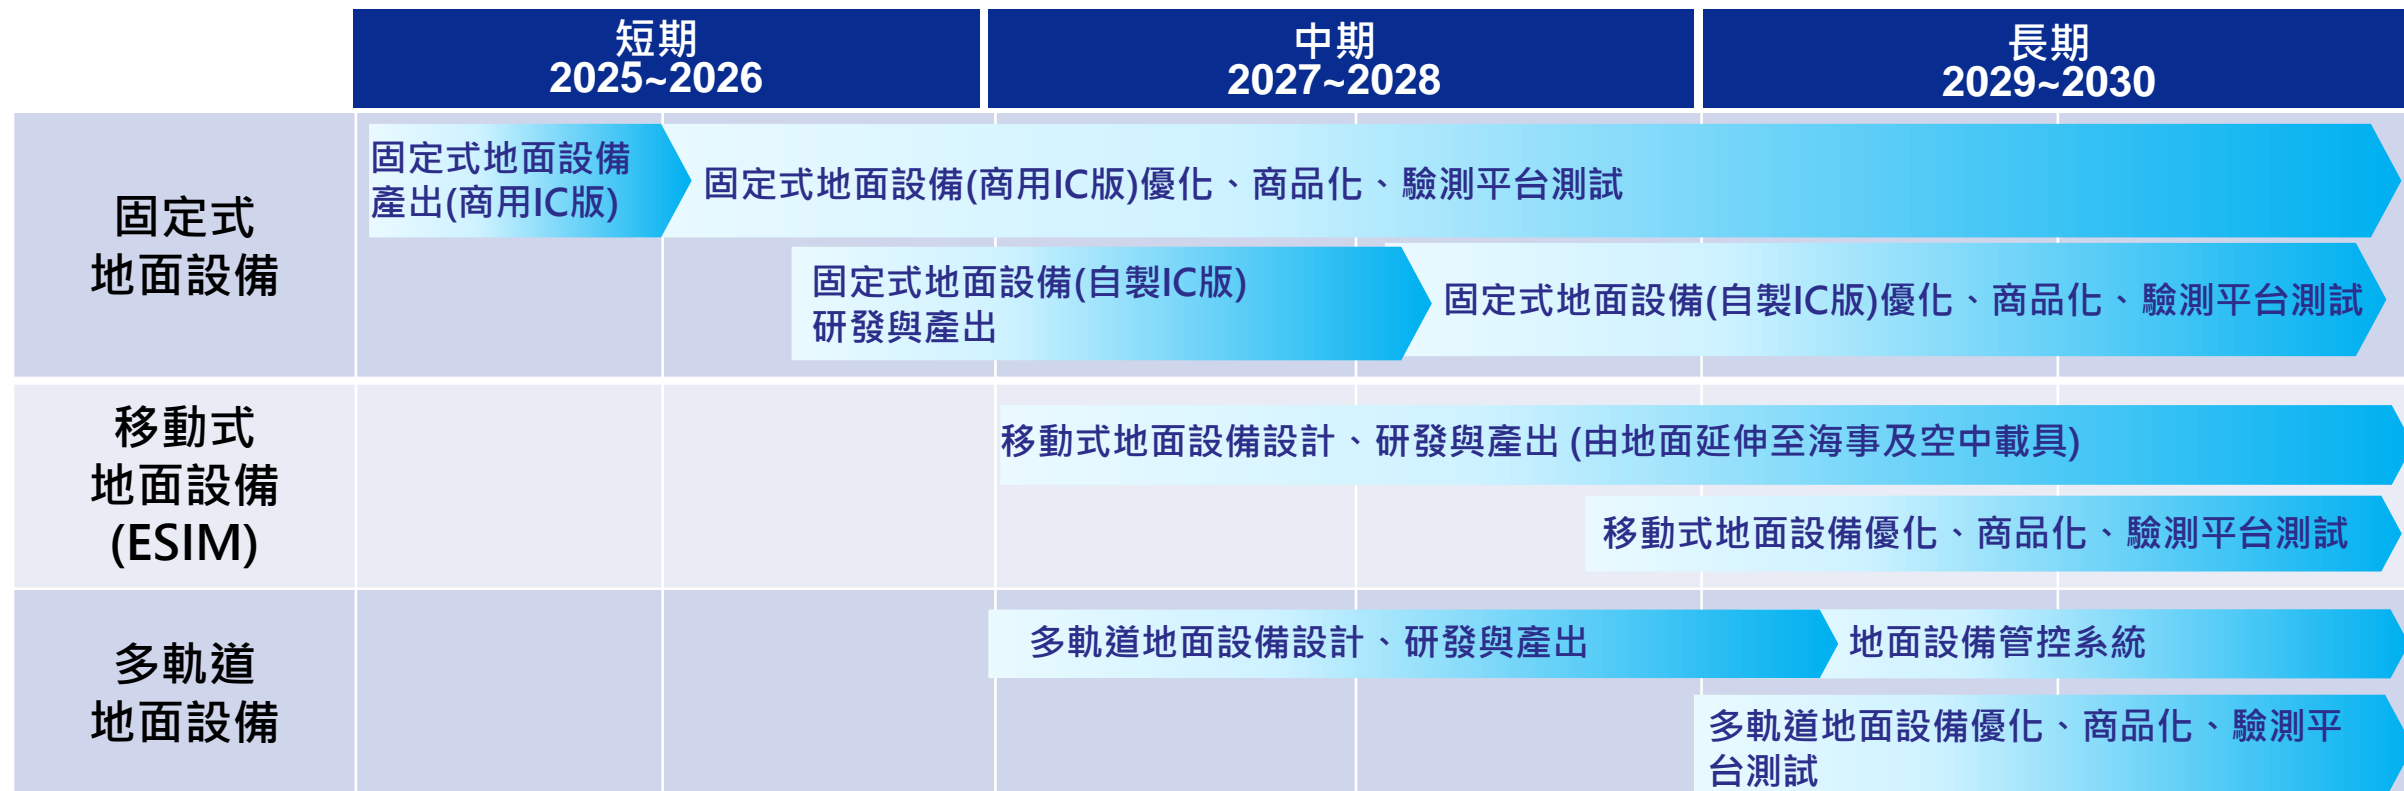 短期
2025~2026
中期
2027~2028
長期
2029~2030
固定式
地面設備
固定式地面設備
產出(商用IC版)
固定式地面設備(商用IC版)優化、商品化、驗測平台測試
固定式地面設備(自製IC版)
研發與產出
固定式地面設備(自製IC版)優化、商品化、驗測平台測試
移動式
地面設備
(ESIM)
移動式地面設備設計、研發與產出 (由地面延伸至海事及空中載具)
移動式地面設備優化、商品化、驗測平台測試
多軌道
地面設備
多軌道地面設備設計、研發與產出
地面設備管控系統
多軌道地面設備優化、商品化、驗測平
台測試